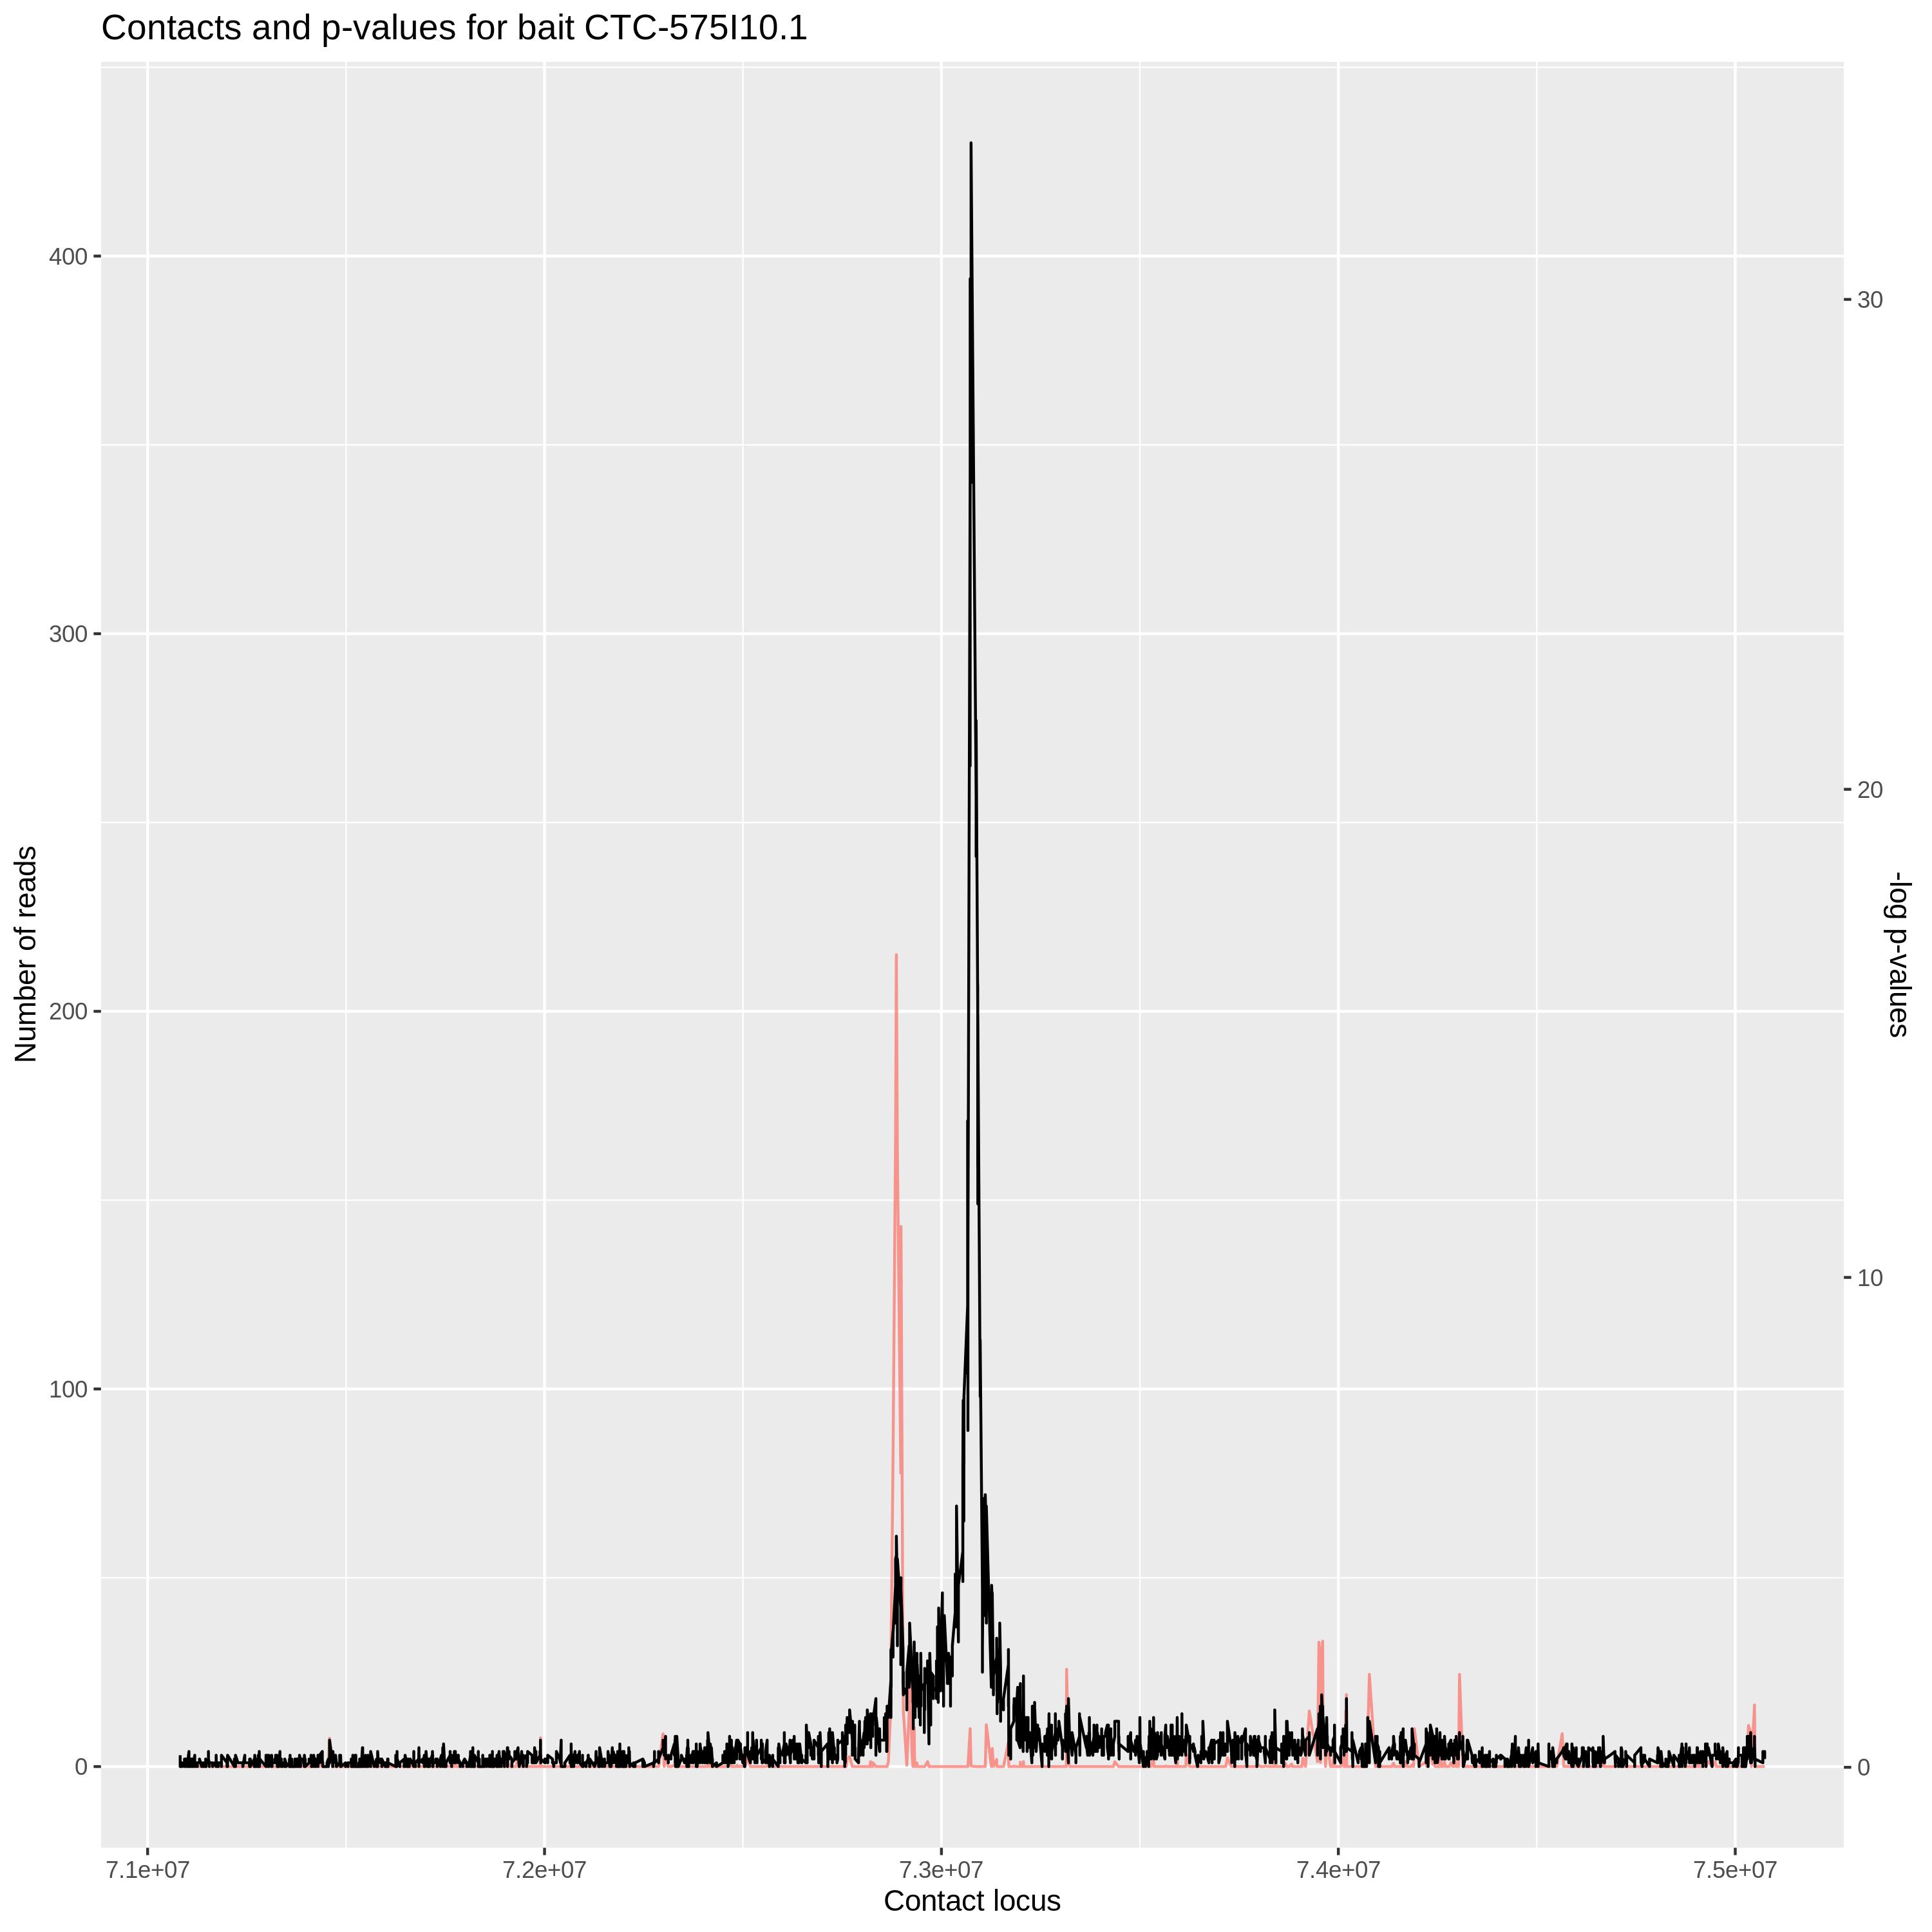 Contacts and p-values for bait CTC-575I10.1
400
300
200
100
0
Number of reads
30
20
10
0
-log p-values
7.1e+07
7.2e+07
7.3e+07
7.4e+07
7.5e+07
Contact locus